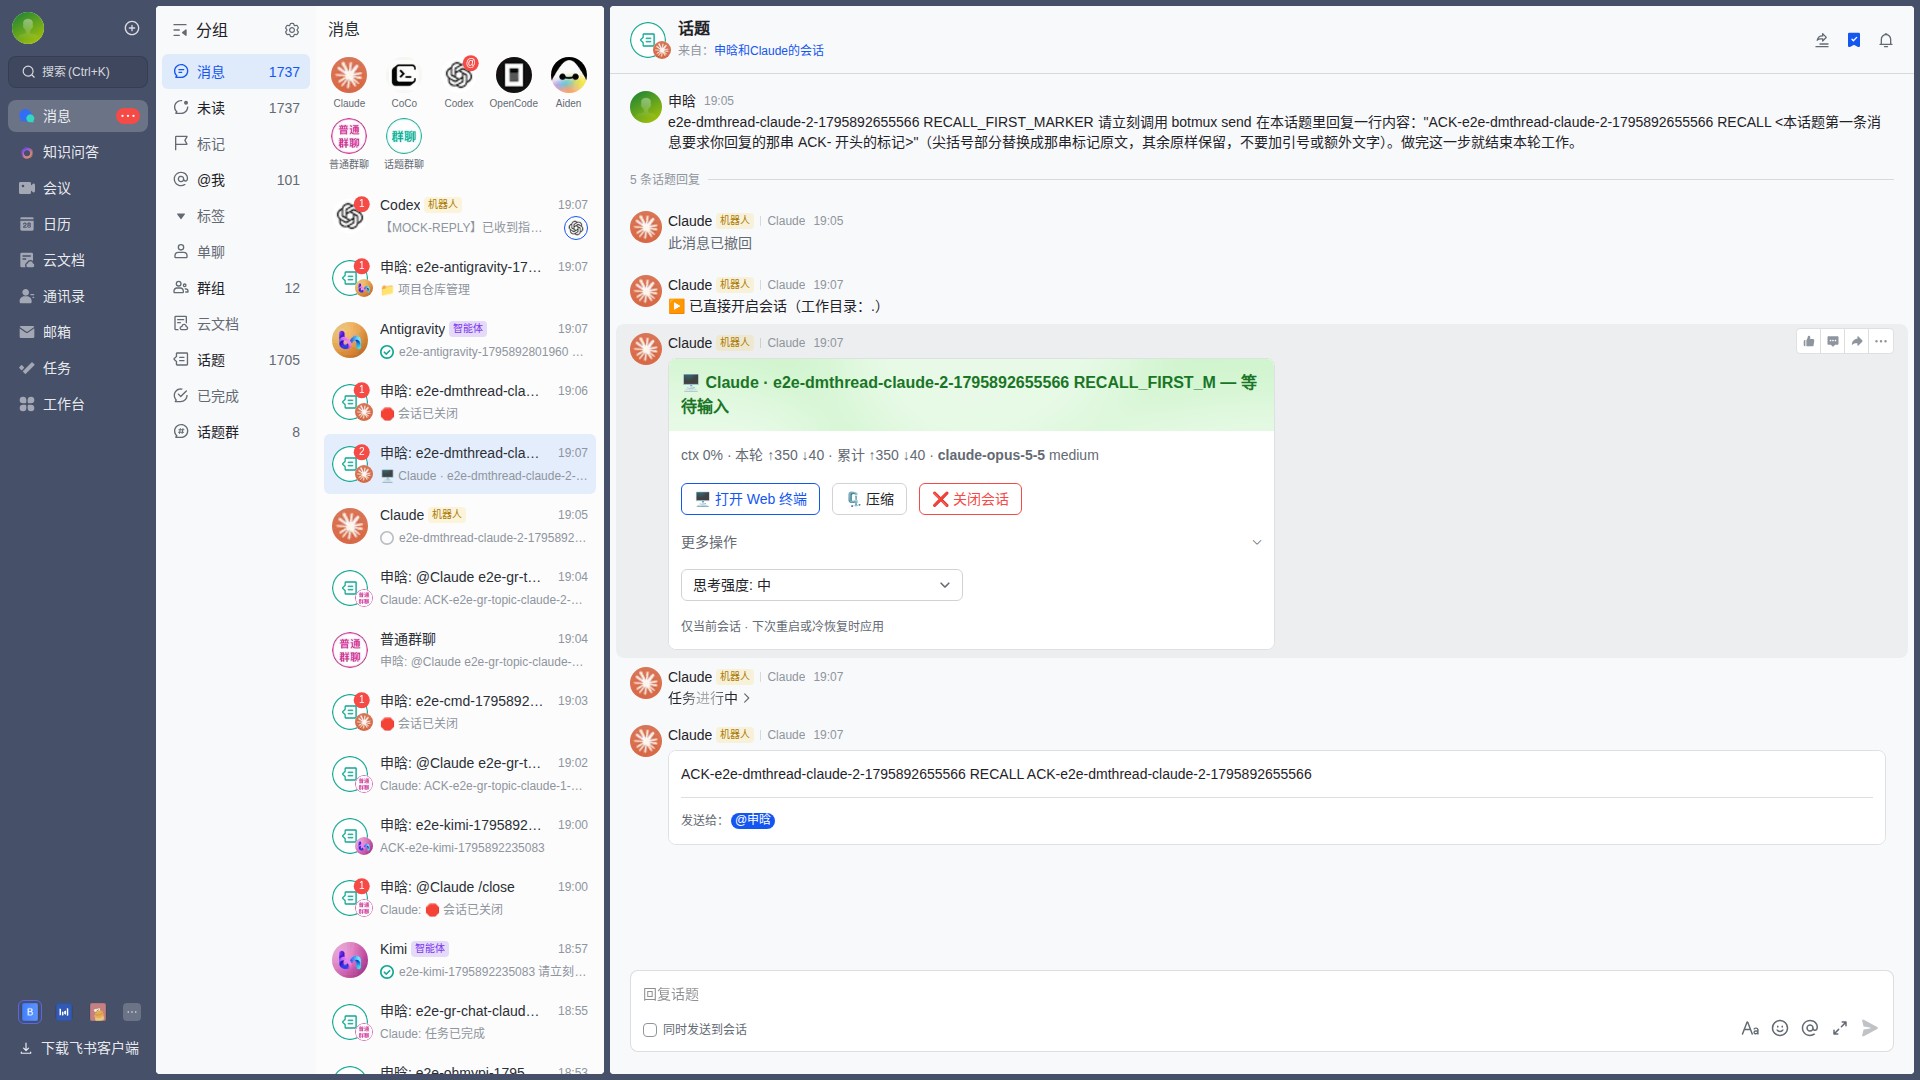 搜索 (Ctrl+K)
消息
知识问答
会议
日历
云文档
通讯录
邮箱
任务
工作台
下载飞书客户端
分组
消息 1737
未读 1737
标记
@我 101
标签
单聊
群组 12
云文档
话题 1705
已完成
话题群 8
消息
Claude CoCo Codex OpenCode Aiden
普通群聊 群聊
普通群聊 话题群聊
1 Codex 机器人 19:07
【MOCK-REPLY】已收到指…
1 申晗: e2e-antigravity-17… 19:07
📁 项目仓库管理
Antigravity 智能体 19:07
e2e-antigravity-1795892801960 …
1 申晗: e2e-dmthread-cla… 19:06
会话已关闭
2 申晗: e2e-dmthread-cla… 19:07
Claude · e2e-dmthread-claude-2-…
Claude 机器人 19:05
e2e-dmthread-claude-2-1795892…
申晗: @Claude e2e-gr-t… 19:04
Claude: ACK-e2e-gr-topic-claude-2-…
普通群聊 普通群聊 19:04
申晗: @Claude e2e-gr-topic-claude-…
1 申晗: e2e-cmd-1795892… 19:03
会话已关闭
申晗: @Claude e2e-gr-t… 19:02
Claude: ACK-e2e-gr-topic-claude-1-…
申晗: e2e-kimi-1795892… 19:00
ACK-e2e-kimi-1795892235083
1 申晗: @Claude /close 19:00
Claude: 会话已关闭
Kimi 智能体 18:57
e2e-kimi-1795892235083 请立刻…
申晗: e2e-gr-chat-claud… 18:55
Claude: 任务已完成
申晗: e2e-ohmypi-1795… 18:53
话题
来自：申晗和Claude的会话
申晗 19:05
e2e-dmthread-claude-2-1795892655566 RECALL_FIRST_MARKER 请立刻调用 botmux send 在本话题里回复一行内容："ACK-e2e-dmthread-claude-2-1795892655566 RECALL <本话题第一条消
息要求你回复的那串 ACK- 开头的标记>"（尖括号部分替换成那串标记原文，其余原样保留，不要加引号或额外文字）。做完这一步就结束本轮工作。
5 条话题回复
Claude 机器人 Claude 19:05
此消息已撤回
Claude 机器人 Claude 19:07
已直接开启会话（工作目录：.）
Claude 机器人 Claude 19:07
Claude · e2e-dmthread-claude-2-1795892655566 RECALL_FIRST_M — 等
待输入
ctx 0% · 本轮 ↑350 ↓40 · 累计 ↑350 ↓40 · claude-opus-5-5 medium
打开 Web 终端 压缩 关闭会话
更多操作
思考强度: 中
仅当前会话 · 下次重启或冷恢复时应用
Claude 机器人 Claude 19:07
任务进行中
Claude 机器人 Claude 19:07
ACK-e2e-dmthread-claude-2-1795892655566 RECALL ACK-e2e-dmthread-claude-2-1795892655566
发送给：@申晗
回复话题
同时发送到会话